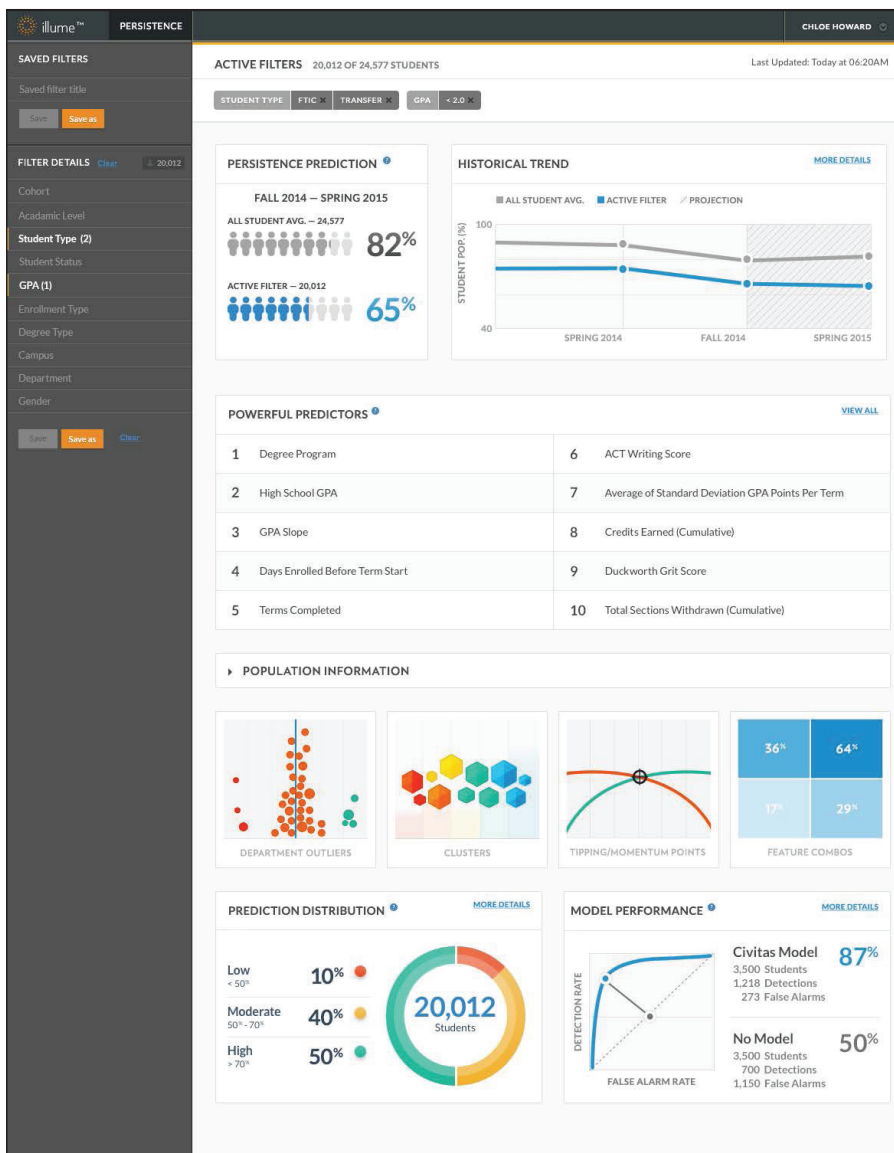 illume™ PERSISTENCE CHLOE HOWARD
SAVED FILTERS
Saved filter title
Save Save as
FILTER DETAILS Clear 20,012
Cohort
Acadamic Level
Student Type (2)
Student Status
GPA (1)
Enrollment Type
Degree Type
Campus
Department
Gender
Save Save as Clear
ACTIVE FILTERS 20,012 OF 24,577 STUDENTS Last Updated: Today at 06:20AM
STUDENT TYPE FTIC × TRANSFER × GPA < 2.0 ×
PERSISTENCE PREDICTION ?
FALL 2014 — SPRING 2015
ALL STUDENT AVG. — 24,577
82%
ACTIVE FILTER — 20,012
65%
HISTORICAL TREND MORE DETAILS
ALL STUDENT AVG. ACTIVE FILTER PROJECTION
100
STUDENT POP. (%)
40
SPRING 2014 FALL 2014 SPRING 2015
POWERFUL PREDICTORS ? VIEW ALL
1 Degree Program
2 High School GPA
3 GPA Slope
4 Days Enrolled Before Term Start
5 Terms Completed
6 ACT Writing Score
7 Average of Standard Deviation GPA Points Per Term
8 Credits Earned (Cumulative)
9 Duckworth Grit Score
10 Total Sections Withdrawn (Cumulative)
POPULATION INFORMATION
DEPARTMENT OUTLIERS
CLUSTERS
TIPPING/MOMENTUM POINTS
36% 64%
17% 29%
FEATURE COMBOS
PREDICTION DISTRIBUTION ? MORE DETAILS
Low 10%
< 50%
Moderate 40%
50% - 70%
High 50%
> 70%
20,012
Students
MODEL PERFORMANCE ? MORE DETAILS
DETECTION RATE
FALSE ALARM RATE
Civitas Model 87%
3,500 Students
1,218 Detections
273 False Alarms
No Model 50%
3,500 Students
700 Detections
1,150 False Alarms